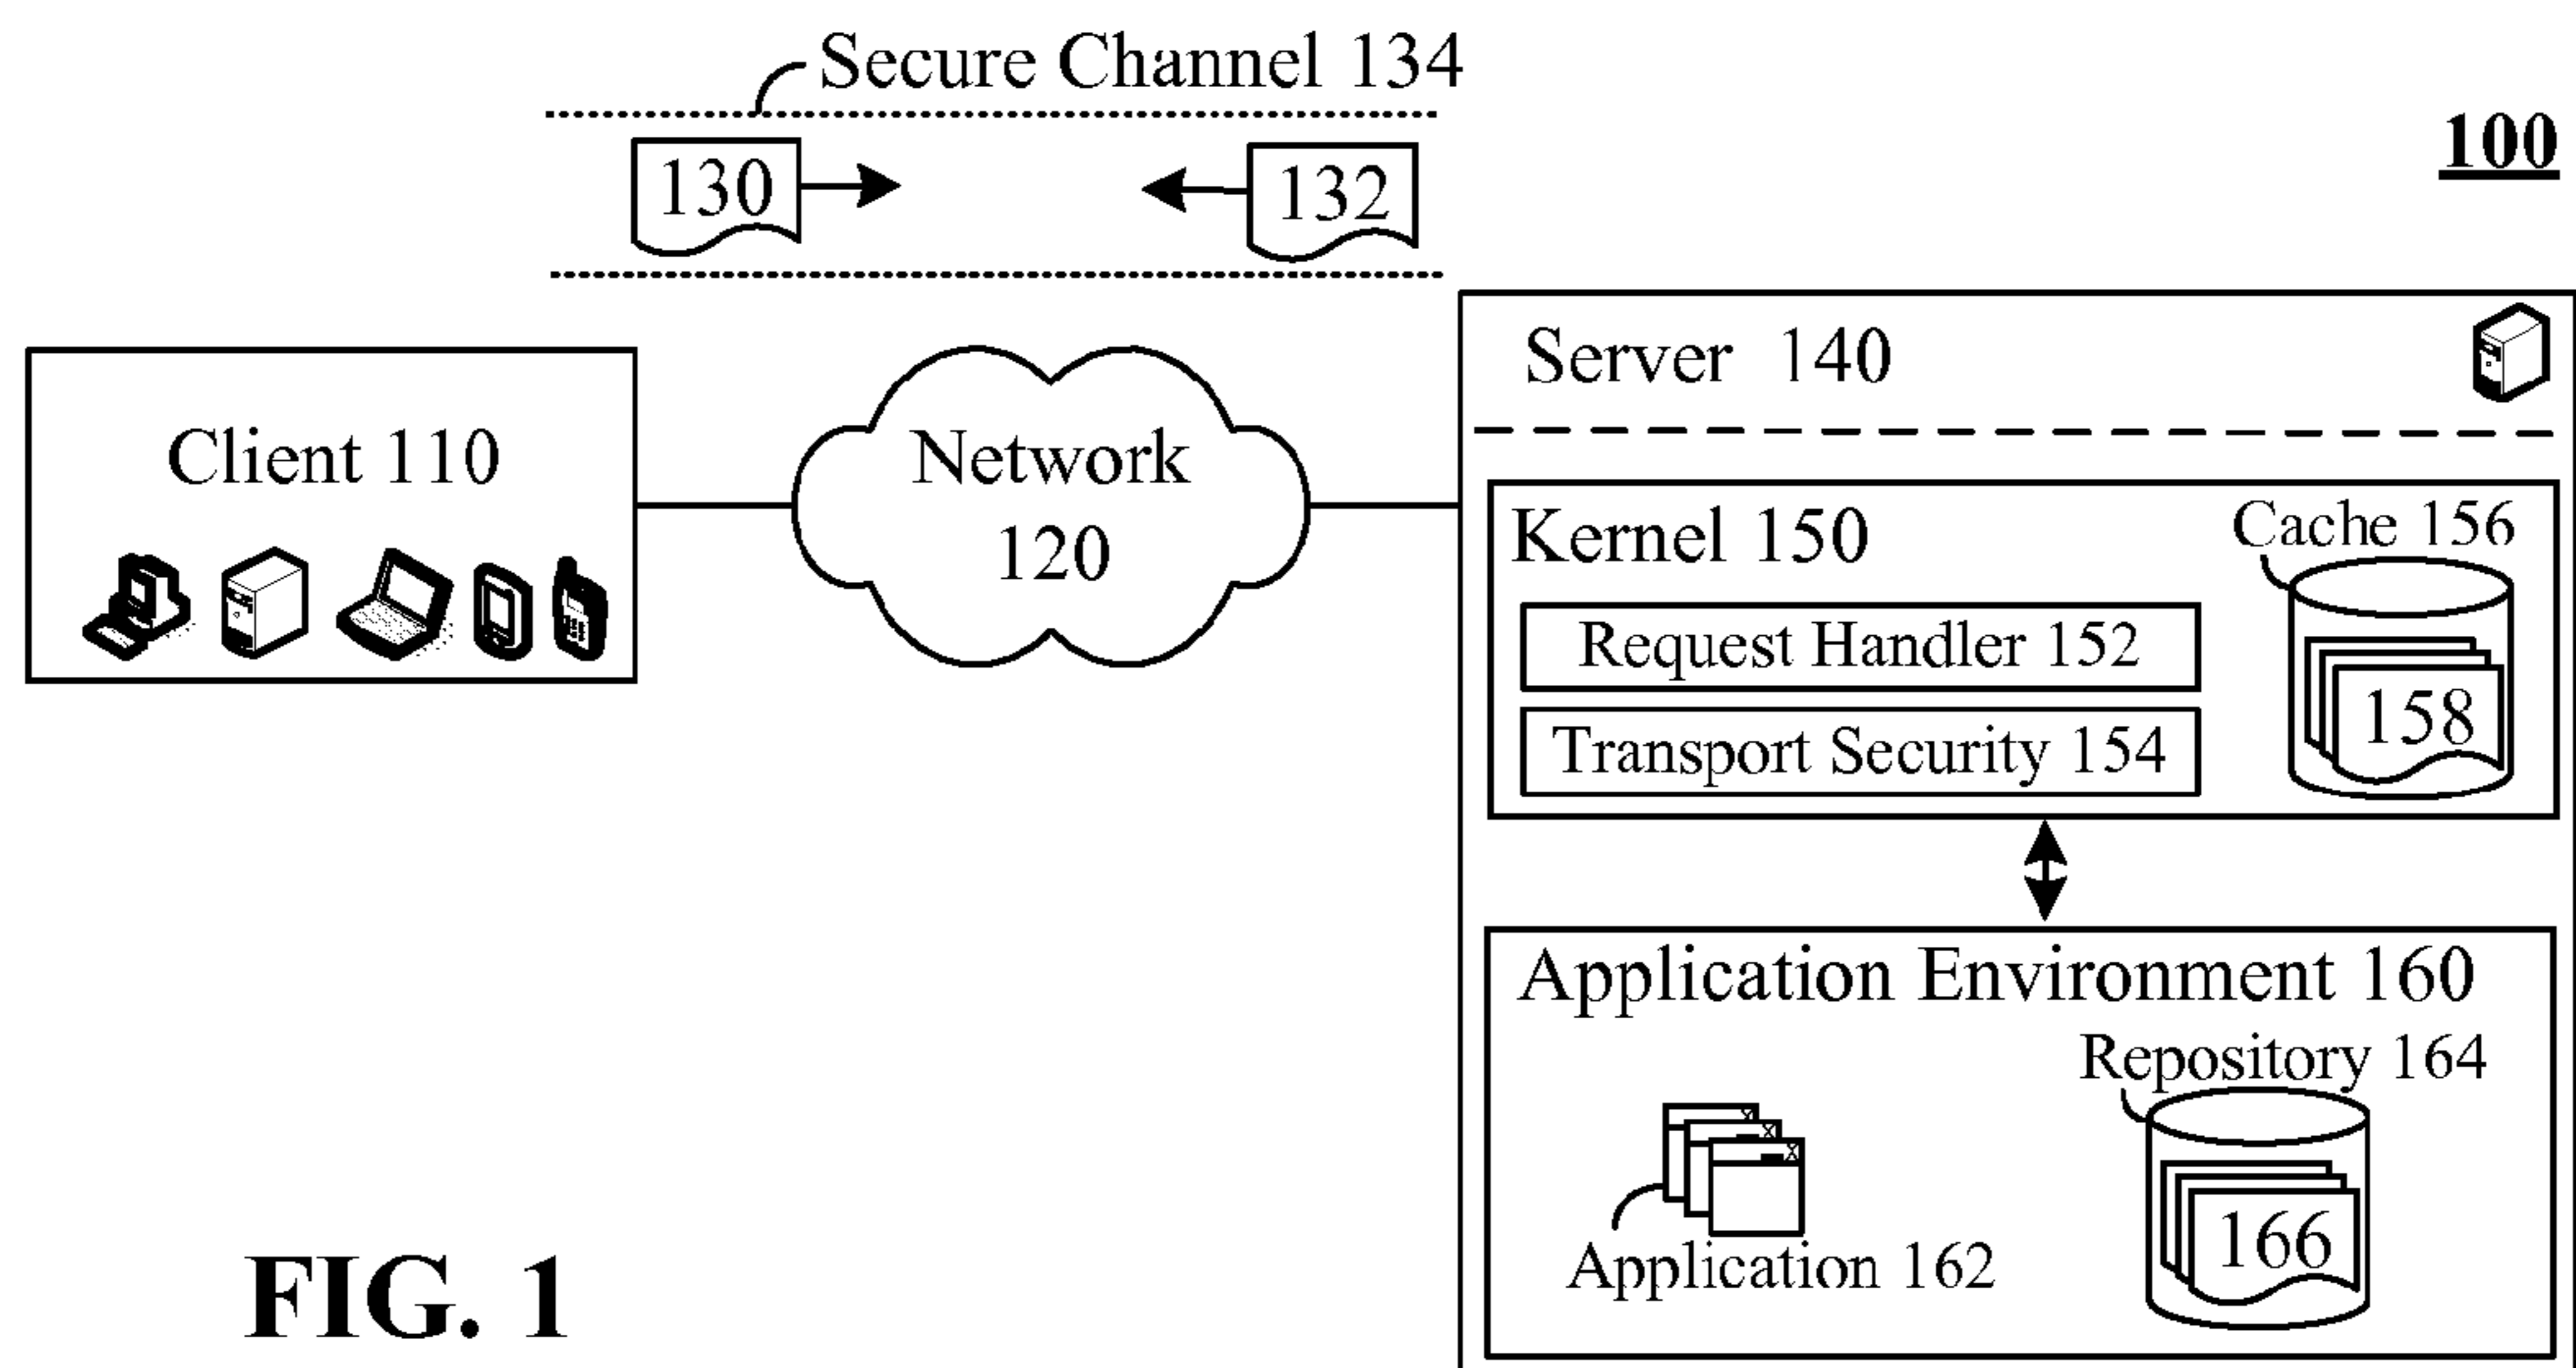 Secure Channel 134
100
130
132
Server 140
Client 110
Network
120
Kernel 150
Cache 156
Request Handler 152
158
Transport Security 154
Application Environment 160
Repository 164
166
Application 162
FIG. 1